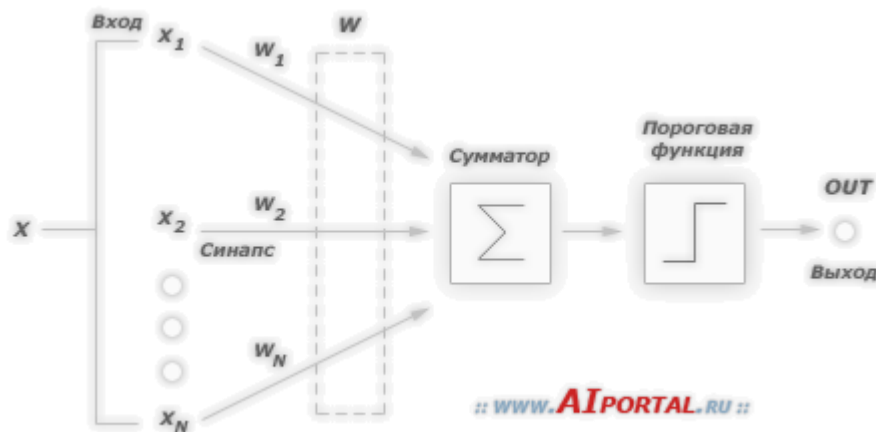 Вход
X1
W1
W
Сумматор
Пороговая
функция
X
X2
W2
Синапс
OUT
Выход
WN
XN
:: WWW.AIPORTAL.RU ::